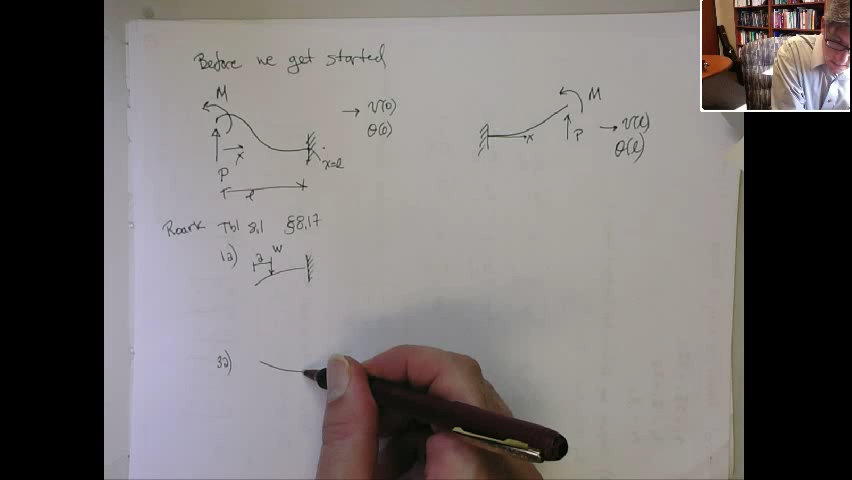 Before we get started
M
→ v(0)
θ(0)
x
P
l
x=l
M
x
P
→ v(l)
θ(l)
Roark Tbl 8.1 §8.17
1a)
a
W
3a)